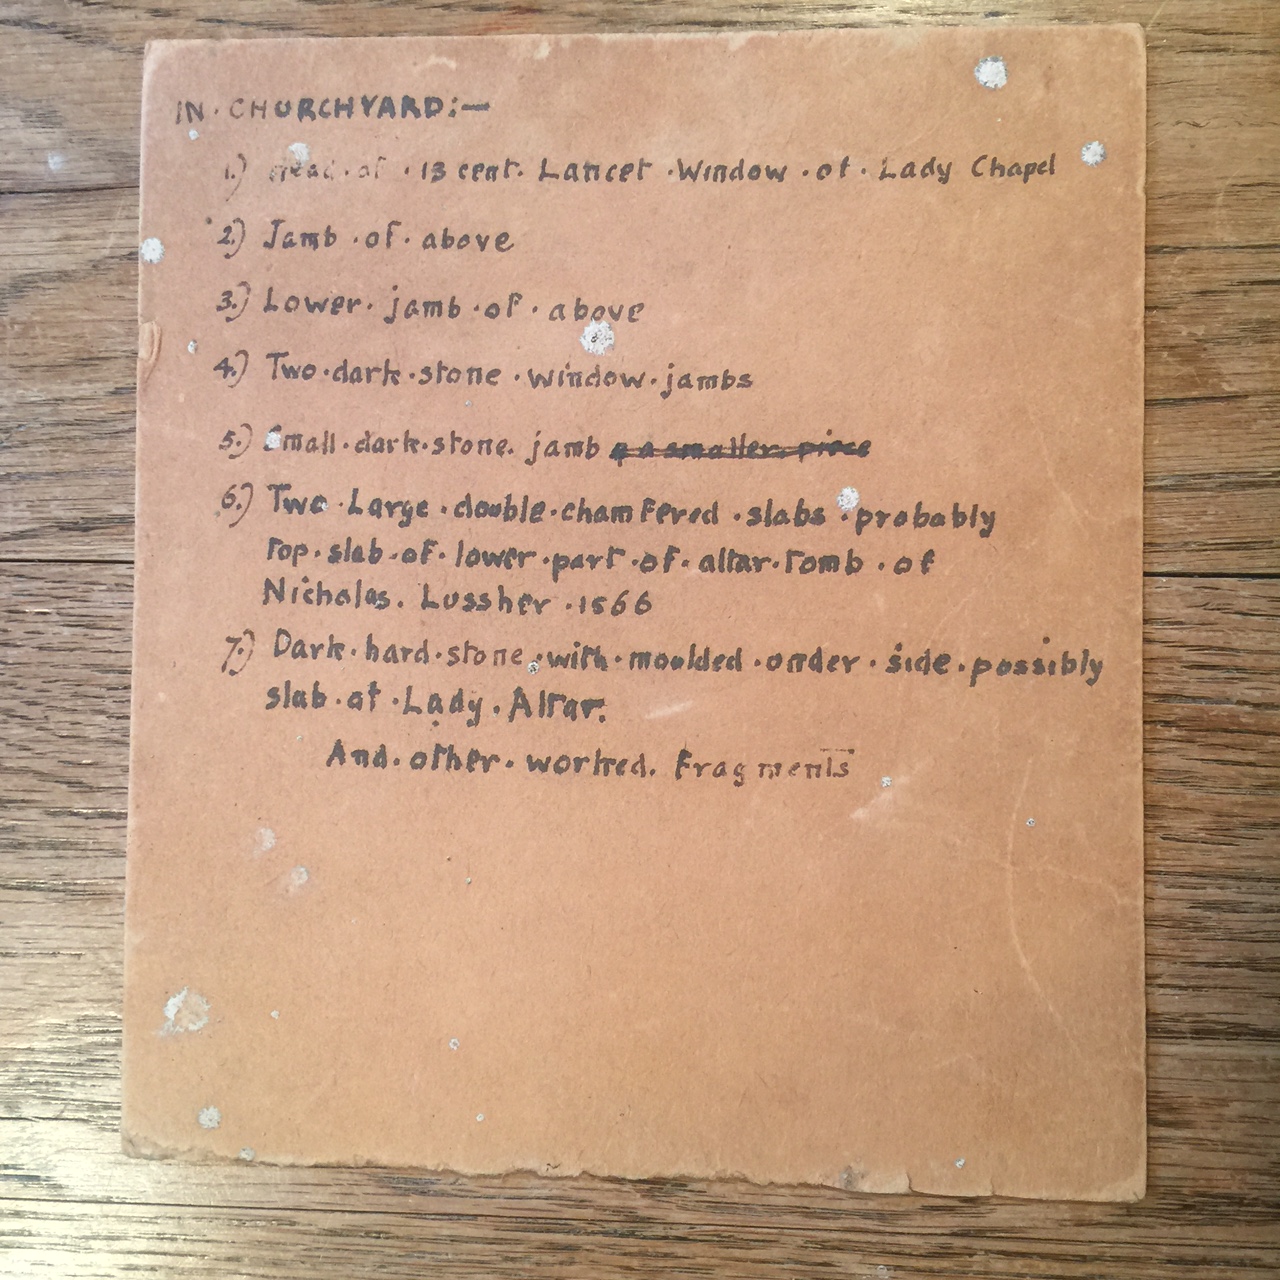 IN · CHURCHYARD:—
1.) Head · of · 13 cent. Lancet · Window · of · Lady Chapel
2.) Jamb · of · above
3.) Lower · jamb · of · above
4.) Two · dark · stone · window · jambs
5.) Small · dark · stone · jamb & a smaller · piece
6.) Two · Large · double · chamfered · slabs · probably
top · slab · of · lower · part · of · altar · tomb · of
Nicholas · Lussher · 1566
7.) Dark · hard · stone · with · moulded · under · side · possibly
slab · of · Lady · Altar.
And · other · worked · Fragments